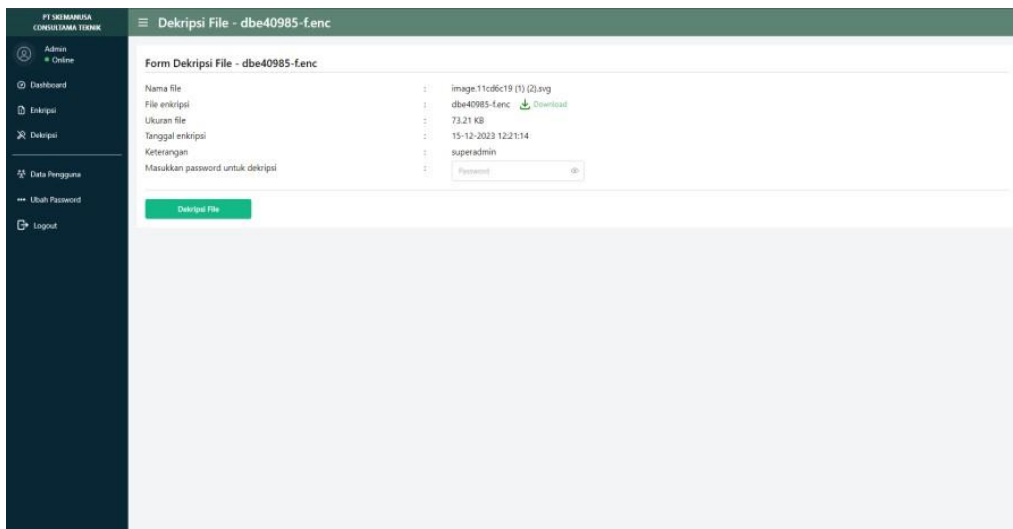 PT SKEMANUSA
CONSULTAMA TEKNIK
Dekripsi File - dbe40985-f.enc
Admin
Online
Dashboard
Enkripsi
Dekripsi
Data Pengguna
Ubah Password
Logout
Form Dekripsi File - dbe40985-f.enc
Nama file : image.11cd6c19 (1) (2).svg
File enkripsi : dbe40985-f.enc Download
Ukuran file : 73.21 KB
Tanggal enkripsi : 15-12-2023 12:21:14
Keterangan : superadmin
Masukkan password untuk dekripsi : Password
Dekripsi File